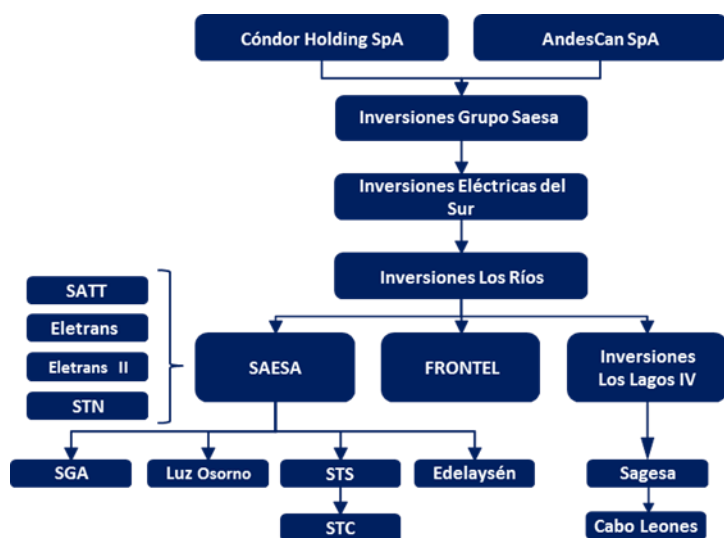 Cóndor Holding SpA
AndesCan SpA
Inversiones Grupo Saesa
Inversiones Eléctricas del
Sur
Inversiones Los Ríos
SATT
Eletrans
Eletrans II
STN
SAESA
FRONTEL
Inversiones
Los Lagos IV
SGA
Luz Osorno
STS
Edelaysén
Sagesa
STC
Cabo Leones